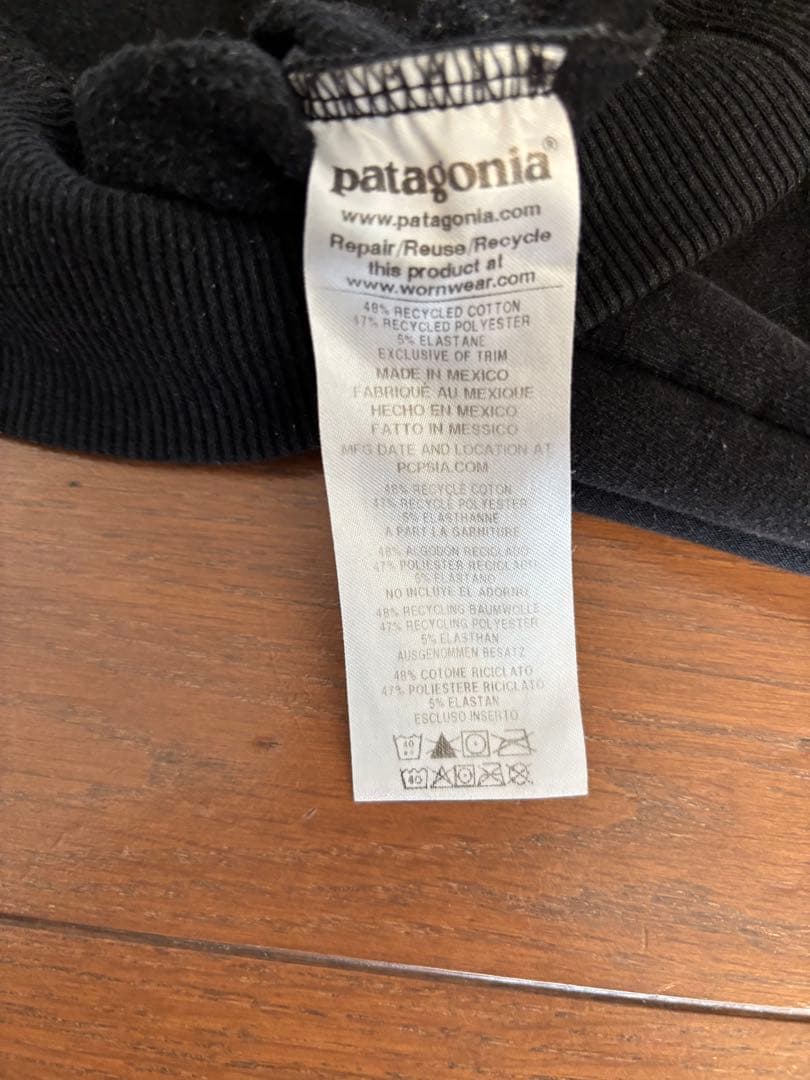 patagonia®
www.patagonia.com
Repair/Reuse/Recycle
this product at
www.wornwear.com
48% RECYCLED COTTON
47% RECYCLED POLYESTER
5% ELASTANE
EXCLUSIVE OF TRIM
MADE IN MEXICO
FABRIQUÉ AU MEXIQUE
HECHO EN MEXICO
FATTO IN MESSICO
MFG DATE AND LOCATION AT
PCPSIA.COM
48% RECYCLÉ COTON
47% RECYCLÉ POLYESTER
5% ELASTHANNE
A PART LA GARNITURE
48% ALGODON RECICLADO
47% POLIESTER RECICLADO
5% ELASTANO
NO INCLUYE EL ADORNO
48% RECYCLING BAUMWOLLE
47% RECYCLING POLYESTER
5% ELASTHAN
AUSGENOMMEN BESATZ
48% COTONE RICICLATO
47% POLIESTERE RICICLATO
5% ELASTAN
ESCLUSO INSERTO
40
40